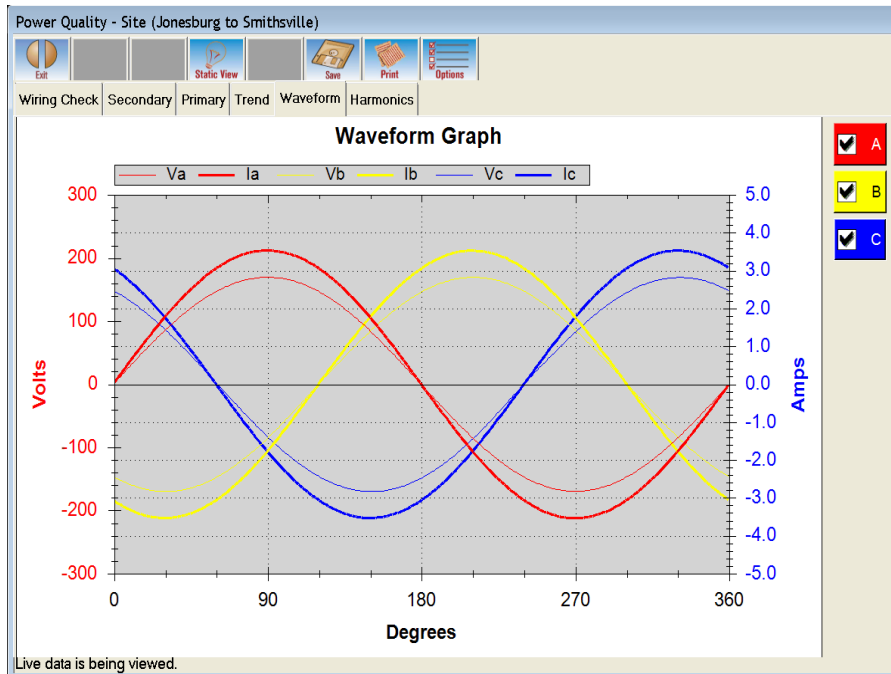 Power Quality - Site (Jonesburg to Smithsville)
Exit Static View Save Print Options
Wiring Check Secondary Primary Trend Waveform Harmonics
Waveform Graph
Va Ia Vb Ib Vc Ic
A
B
C
300
200
100
0
-100
-200
-300
Volts
5.0
4.0
3.0
2.0
1.0
0.0
-1.0
-2.0
-3.0
-4.0
-5.0
Amps
0 90 180 270 360
Degrees
Live data is being viewed.